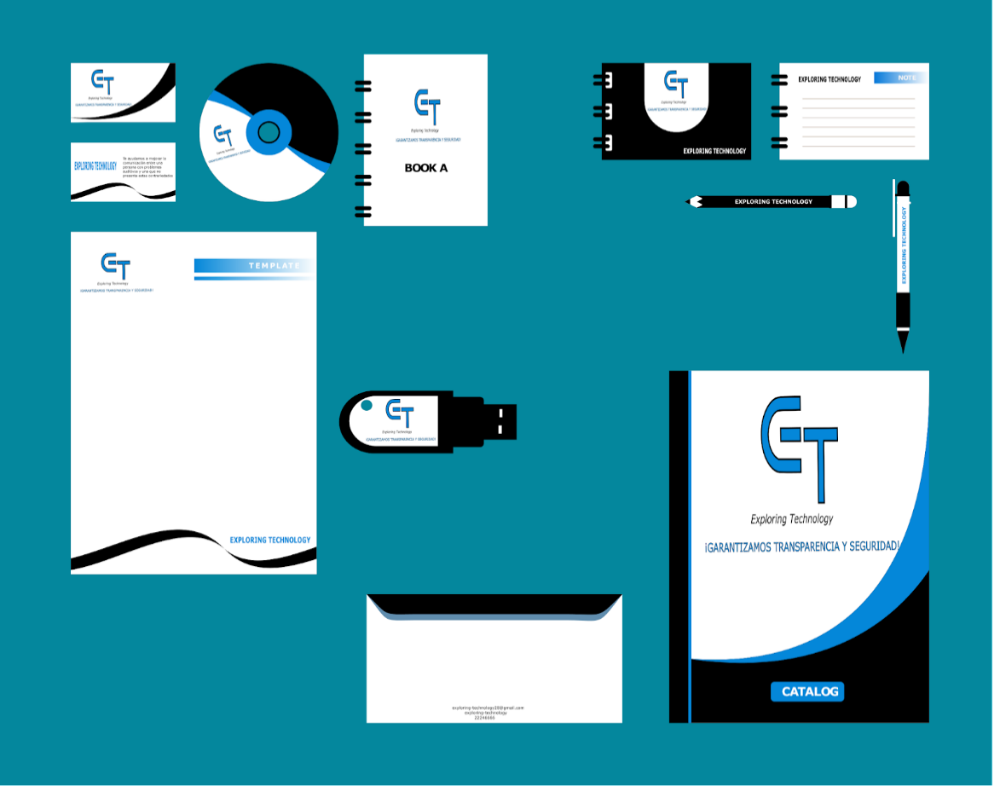 ET
Exploring Technology
¡GARANTIZAMOS TRANSPARENCIA Y SEGURIDAD!
EXPLORING TECHNOLOGY
Te ayudamos a mejorar la
comunicación entre una
persona con problemas
auditivos y una que no
presenta estas contrariedades
ET
Exploring Technology
¡GARANTIZAMOS TRANSPARENCIA Y SEGURIDAD!
ET
Exploring Technology
¡GARANTIZAMOS TRANSPARENCIA Y SEGURIDAD!
BOOK A
ET
Exploring Technology
¡GARANTIZAMOS TRANSPARENCIA Y SEGURIDAD!
EXPLORING TECHNOLOGY
EXPLORING TECHNOLOGY
NOTE
EXPLORING TECHNOLOGY
EXPLORING TECHNOLOGY
ET
Exploring Technology
¡GARANTIZAMOS TRANSPARENCIA Y SEGURIDAD!
TEMPLATE
EXPLORING TECHNOLOGY
ET
Exploring Technology
¡GARANTIZAMOS TRANSPARENCIA Y SEGURIDAD!
ET
Exploring Technology
¡GARANTIZAMOS TRANSPARENCIA Y SEGURIDAD!
CATALOG
exploring-technology20@gmail.com
exploring-technology